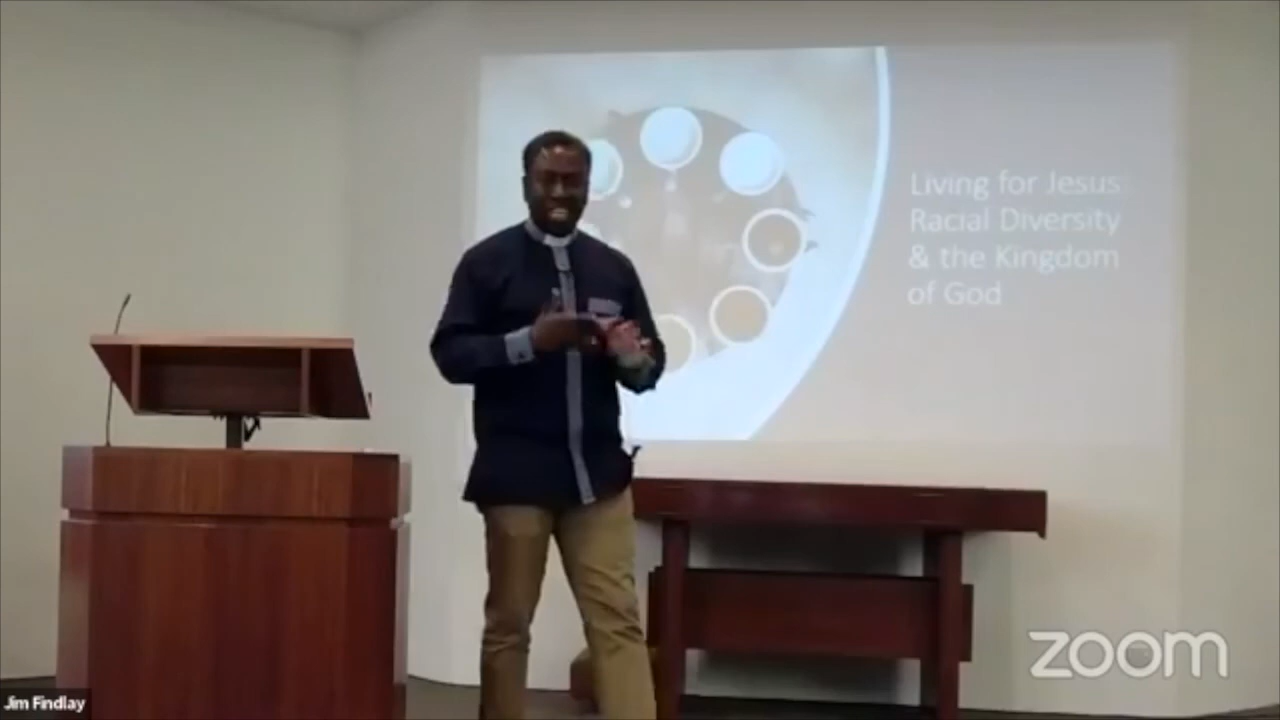 Living for Jesus:
Racial Diversity
& the Kingdom
of God
zoom
Jim Findlay